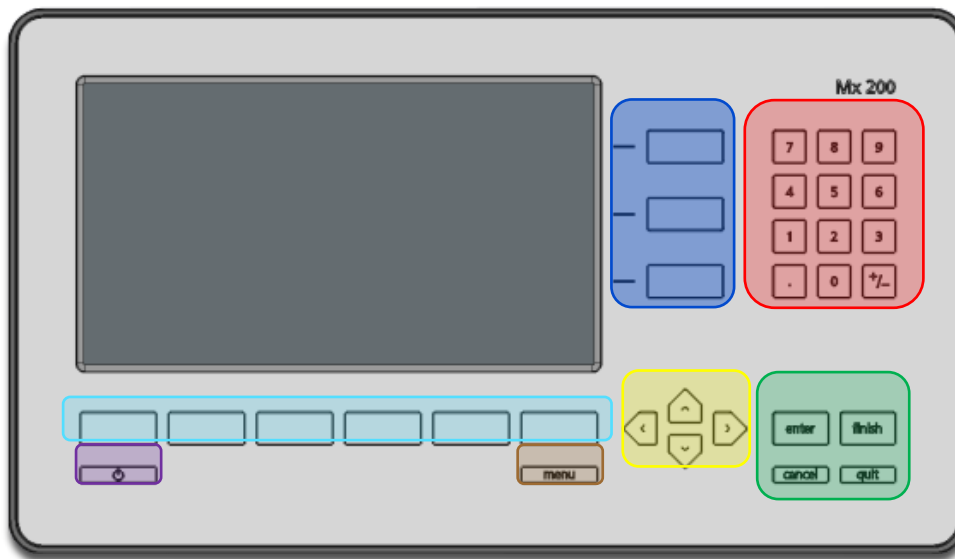 Mx 200
7 8 9
4 5 6
1 2 3
. 0 +/-
enter finish
menu cancel quit